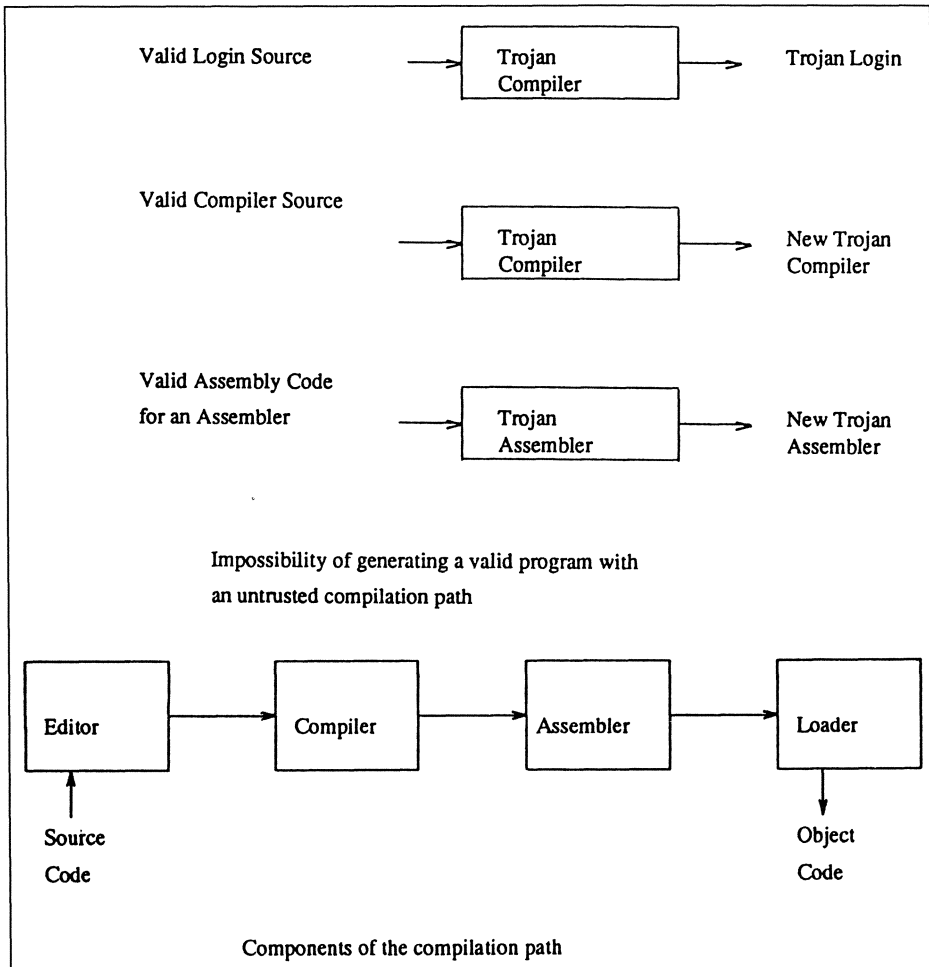 Valid Login Source
Trojan
Compiler
Trojan Login
Valid Compiler Source
Trojan
Compiler
New Trojan
Compiler
Valid Assembly Code
for an Assembler
Trojan
Assembler
New Trojan
Assembler
Impossibility of generating a valid program with
an untrusted compilation path
Editor
Compiler
Assembler
Loader
Source
Code
Object
Code
Components of the compilation path